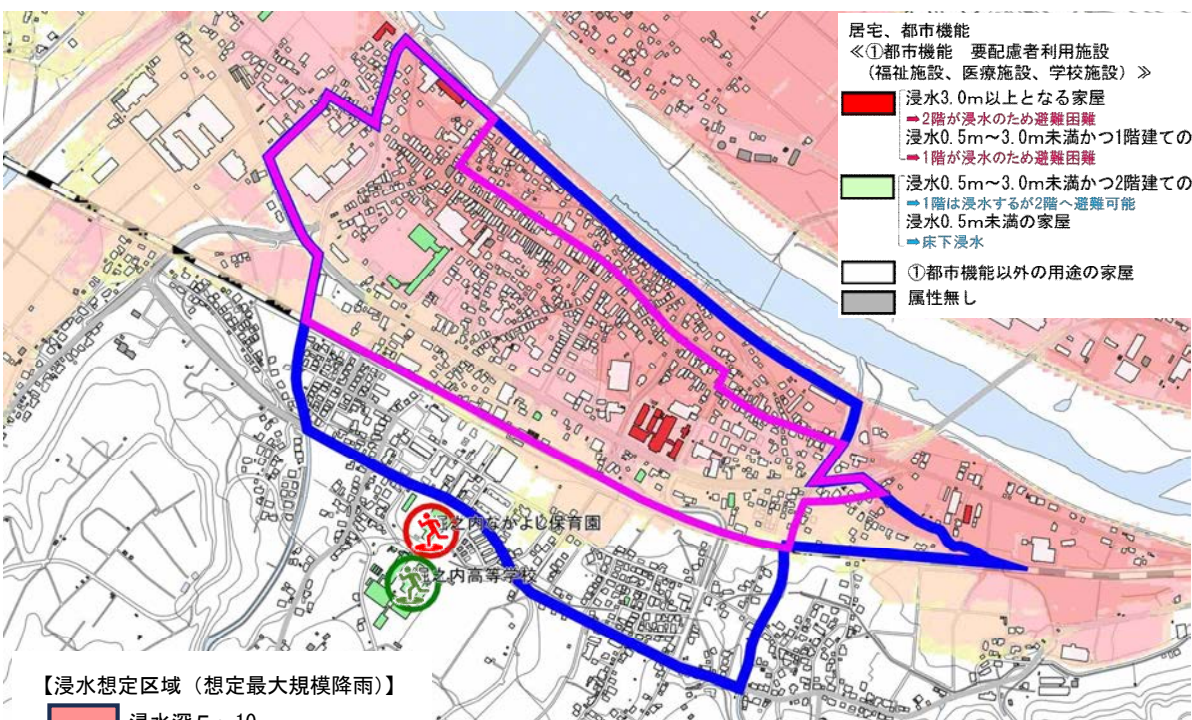 居宅、都市機能
≪①都市機能　要配慮者利用施設
（福祉施設、医療施設、学校施設）≫
浸水3.0m以上となる家屋
➡2階が浸水のため避難困難
浸水0.5m～3.0m未満かつ1階建ての
➡1階が浸水のため避難困難
浸水0.5m～3.0m未満かつ2階建ての
➡1階は浸水するが2階へ避難可能
浸水0.5m未満の家屋
➡床下浸水
①都市機能以外の用途の家屋
属性無し
之内なかよし保育園
之内高等学校
【浸水想定区域（想定最大規模降雨）】